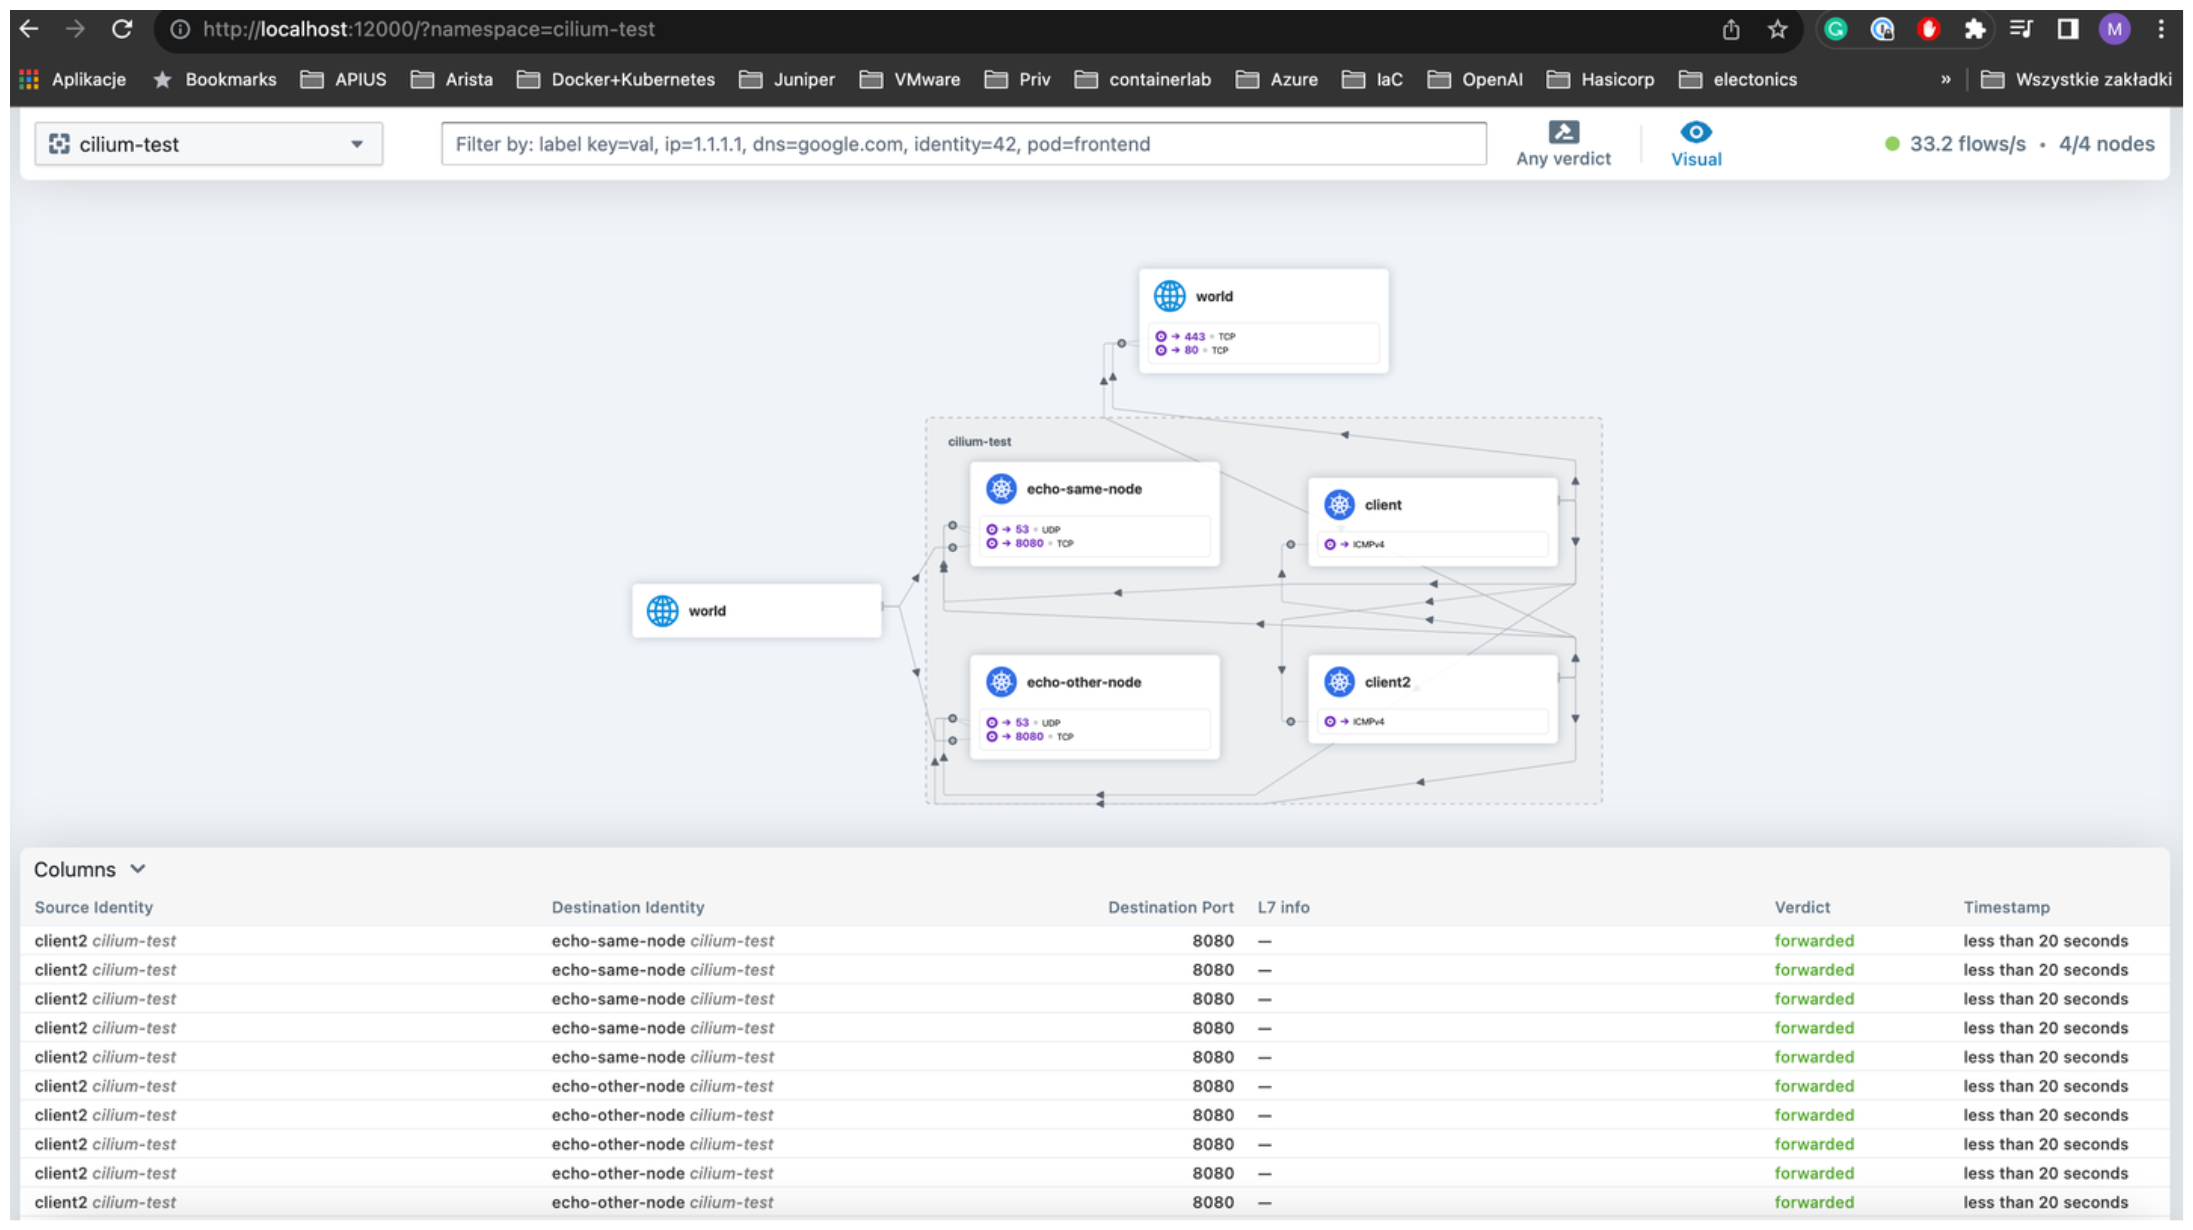 http://localhost:12000/?namespace=cilium-test
M
Aplikacje Bookmarks APIUS Arista Docker+Kubernetes Juniper VMware Priv containerlab Azure IaC OpenAI Hasicorp electonics » Wszystkie zakładki
cilium-test
Filter by: label key=val, ip=1.1.1.1, dns=google.com, identity=42, pod=frontend
Any verdict
Visual
33.2 flows/s • 4/4 nodes
world
→ 443 • TCP
→ 80 • TCP
cilium-test
echo-same-node
→ 53 • UDP
→ 8080 • TCP
client
→ ICMPv4
world
echo-other-node
→ 53 • UDP
→ 8080 • TCP
client2
→ ICMPv4
Columns
Source Identity Destination Identity Destination Port L7 info Verdict Timestamp
client2 cilium-test echo-same-node cilium-test 8080 — forwarded less than 20 seconds
client2 cilium-test echo-same-node cilium-test 8080 — forwarded less than 20 seconds
client2 cilium-test echo-same-node cilium-test 8080 — forwarded less than 20 seconds
client2 cilium-test echo-same-node cilium-test 8080 — forwarded less than 20 seconds
client2 cilium-test echo-same-node cilium-test 8080 — forwarded less than 20 seconds
client2 cilium-test echo-other-node cilium-test 8080 — forwarded less than 20 seconds
client2 cilium-test echo-other-node cilium-test 8080 — forwarded less than 20 seconds
client2 cilium-test echo-other-node cilium-test 8080 — forwarded less than 20 seconds
client2 cilium-test echo-other-node cilium-test 8080 — forwarded less than 20 seconds
client2 cilium-test echo-other-node cilium-test 8080 — forwarded less than 20 seconds